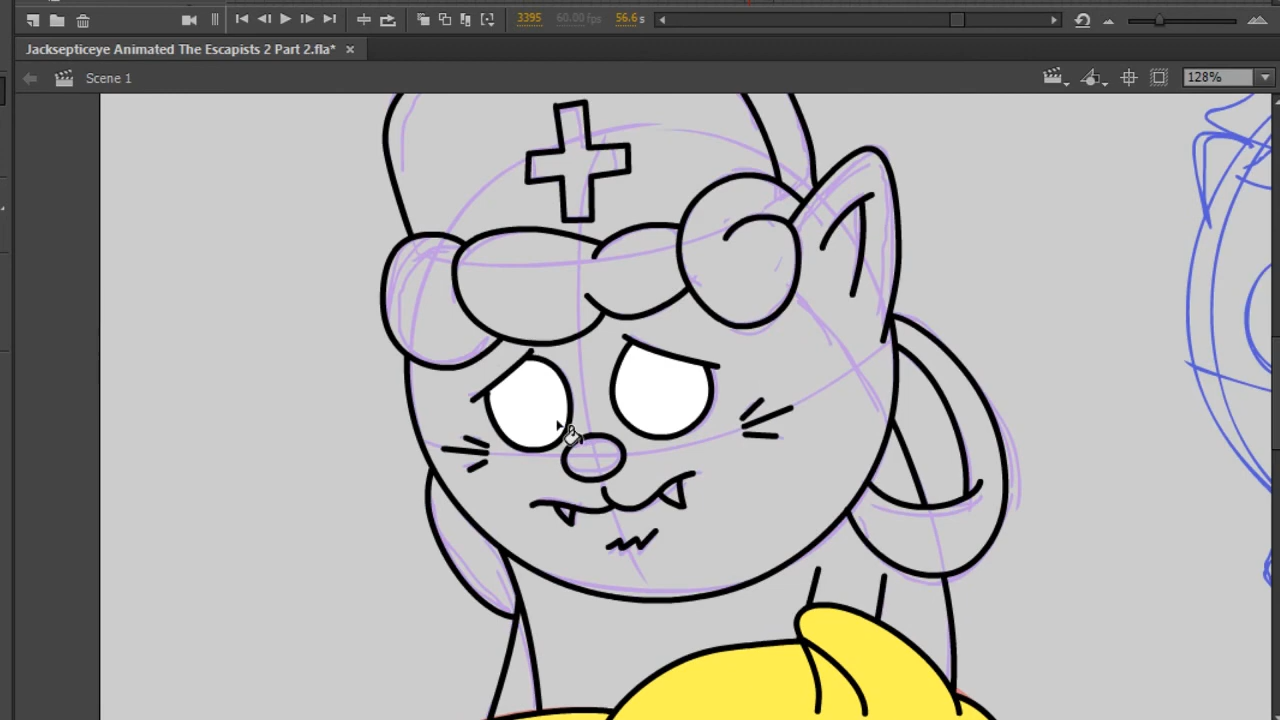 3395 60.00 fps 56.6 s
Jacksepticeye Animated The Escapists 2 Part 2.fla* ×
Scene 1
128%